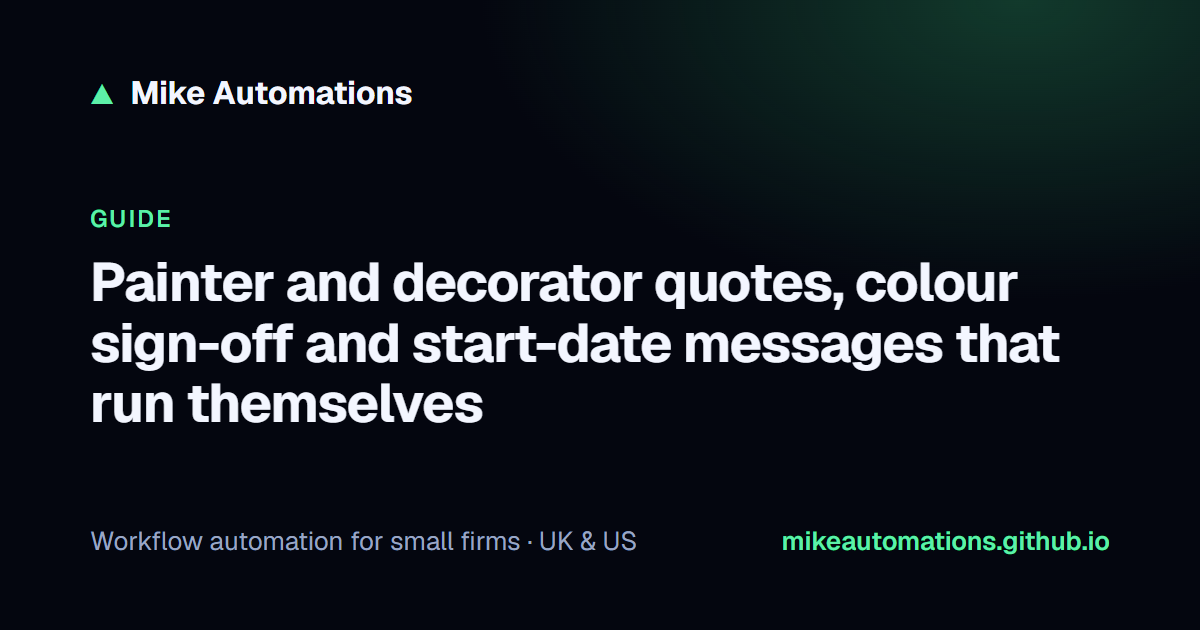 Mike Automations
GUIDE
Painter and decorator quotes, colour
sign-off and start-date messages that
run themselves
Workflow automation for small firms · UK & US
mikeautomations.github.io